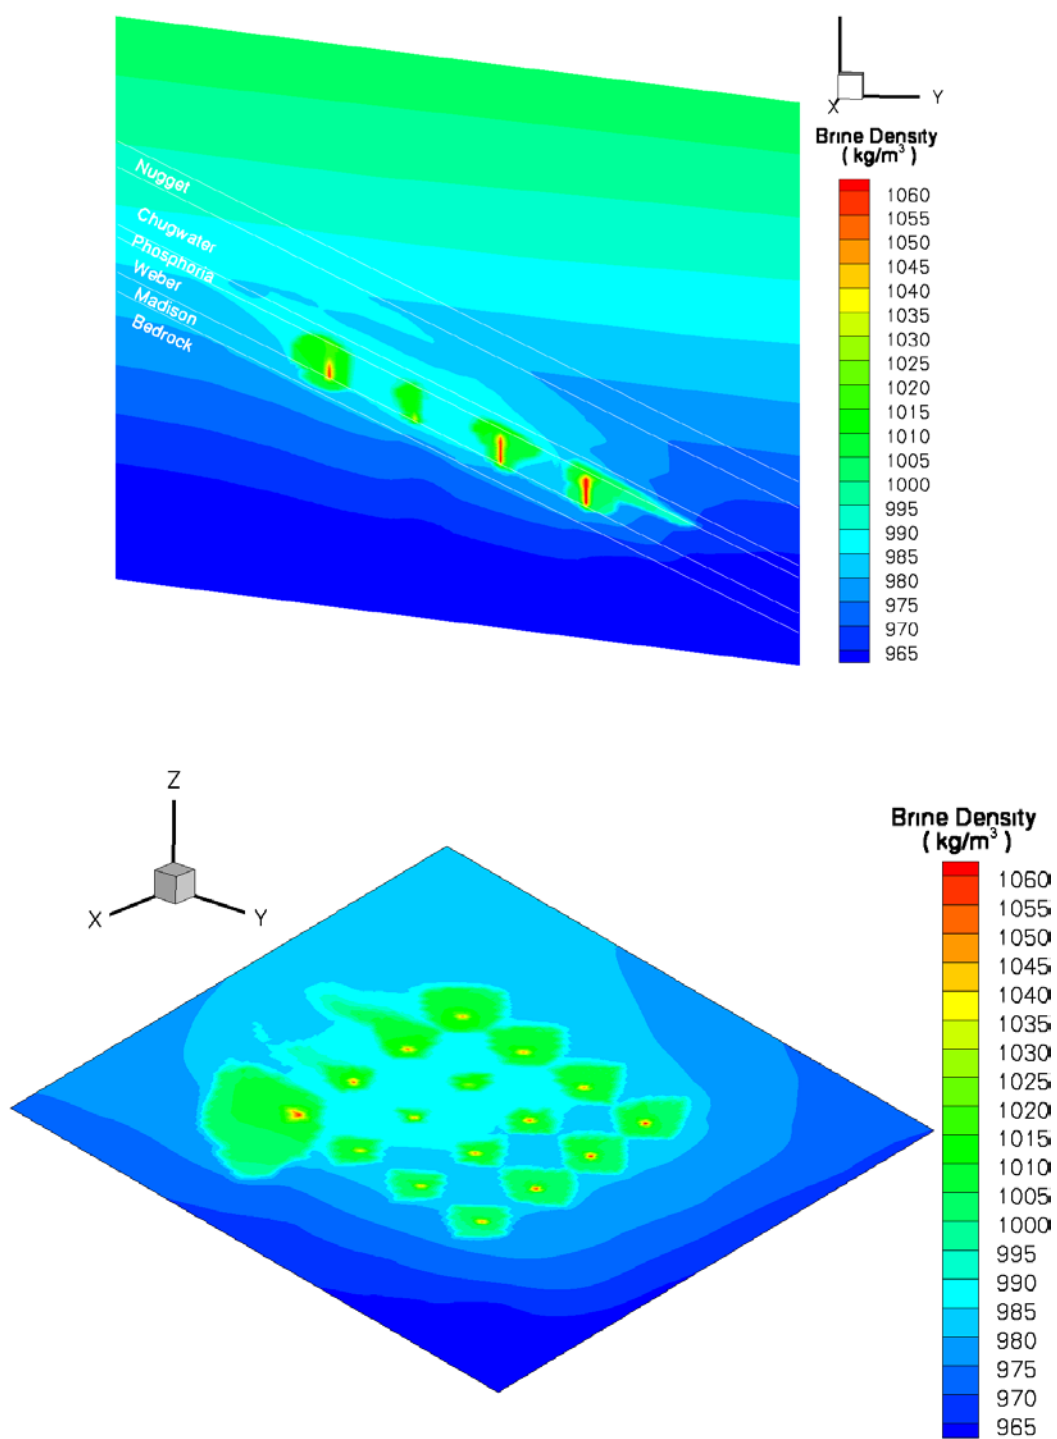 X
Y
Brine Density
( kg/m³ )
1060
1055
1050
1045
1040
1035
1030
1025
1020
1015
1010
1005
1000
995
990
985
980
975
970
965
Nugget
Chugwater
Phosphoria
Weber
Madison
Bedrock
Z
X
Y
Brine Density
( kg/m³ )
1060
1055
1050
1045
1040
1035
1030
1025
1020
1015
1010
1005
1000
995
990
985
980
975
970
965